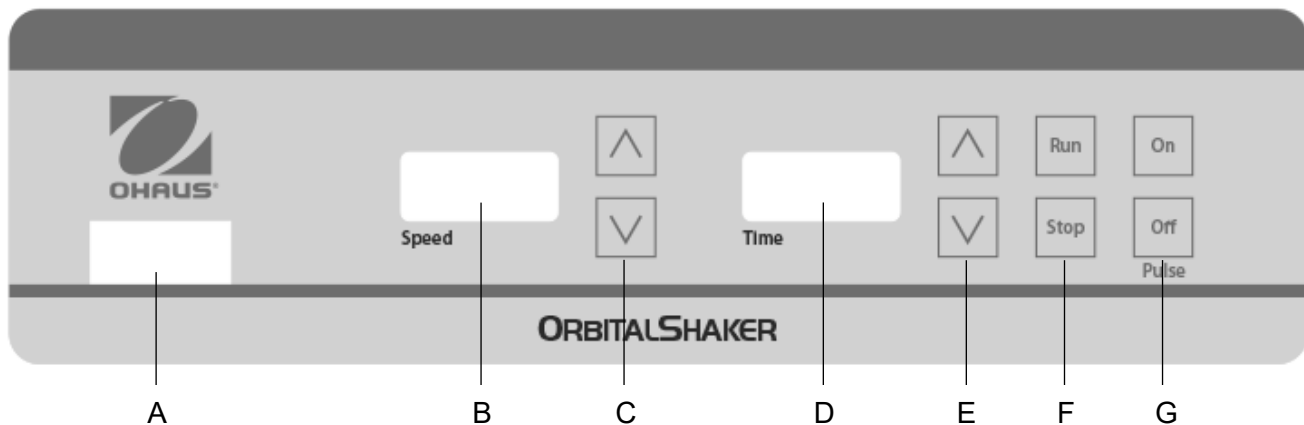 OHAUS®
Speed
Time
Run
On
Stop
Off
Pulse
ORBITALSHAKER
A
B
C
D
E
F
G